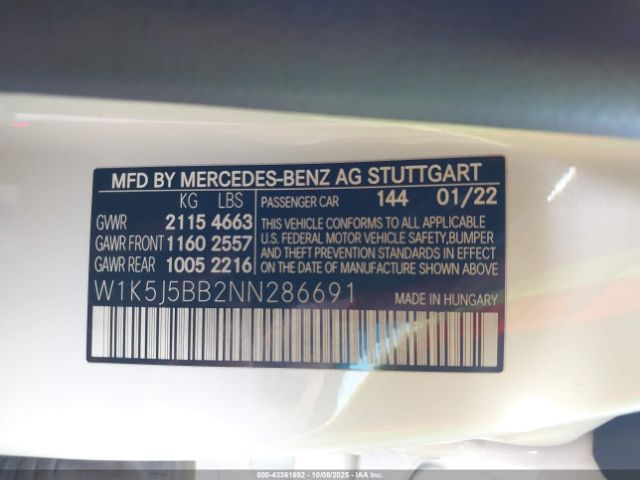 MFD BY MERCEDES-BENZ AG STUTTGART
KG LBS
GVWR 2115 4663
GAWR FRONT 1160 2557
GAWR REAR 1005 2216
PASSENGER CAR 144 01/22
THIS VEHICLE CONFORMS TO ALL APPLICABLE
U.S. FEDERAL MOTOR VEHICLE SAFETY,BUMPER
AND THEFT PREVENTION STANDARDS IN EFFECT
ON THE DATE OF MANUFACTURE SHOWN ABOVE
W1K5J5BB2NN286691
MADE IN HUNGARY
000-43361692 - 10/08/2025 - IAAI Inc.